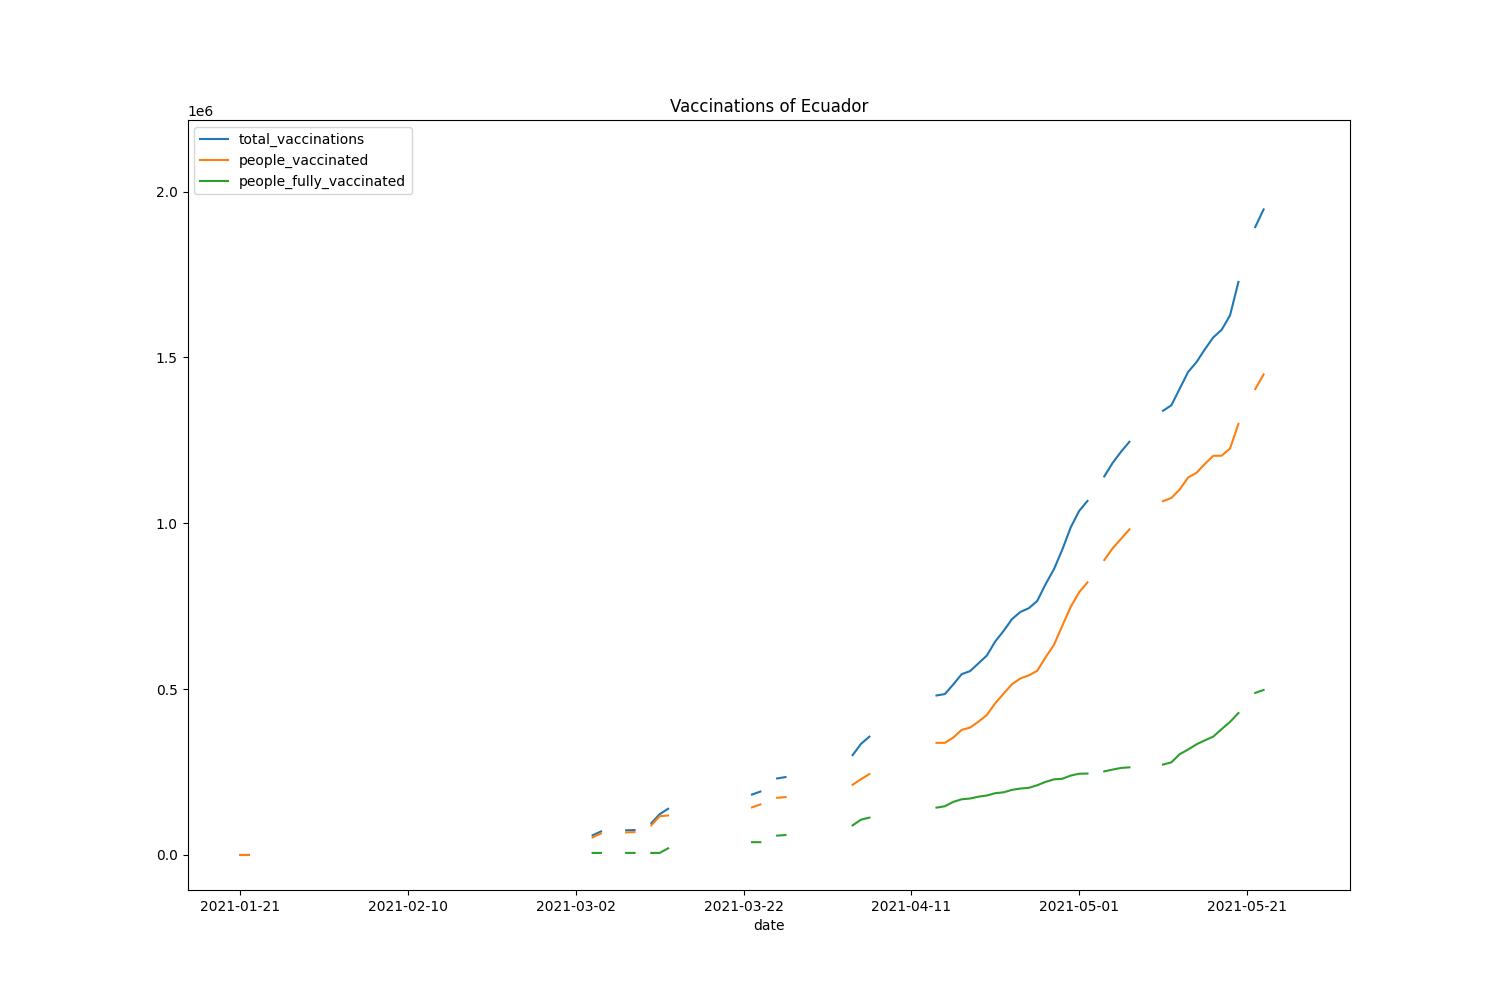 Vaccinations of Ecuador
1e6
total_vaccinations
people_vaccinated
people_fully_vaccinated
2.0
1.5
1.0
0.5
0.0
2021-01-21 2021-02-10 2021-03-02 2021-03-22 2021-04-11 2021-05-01 2021-05-21
date